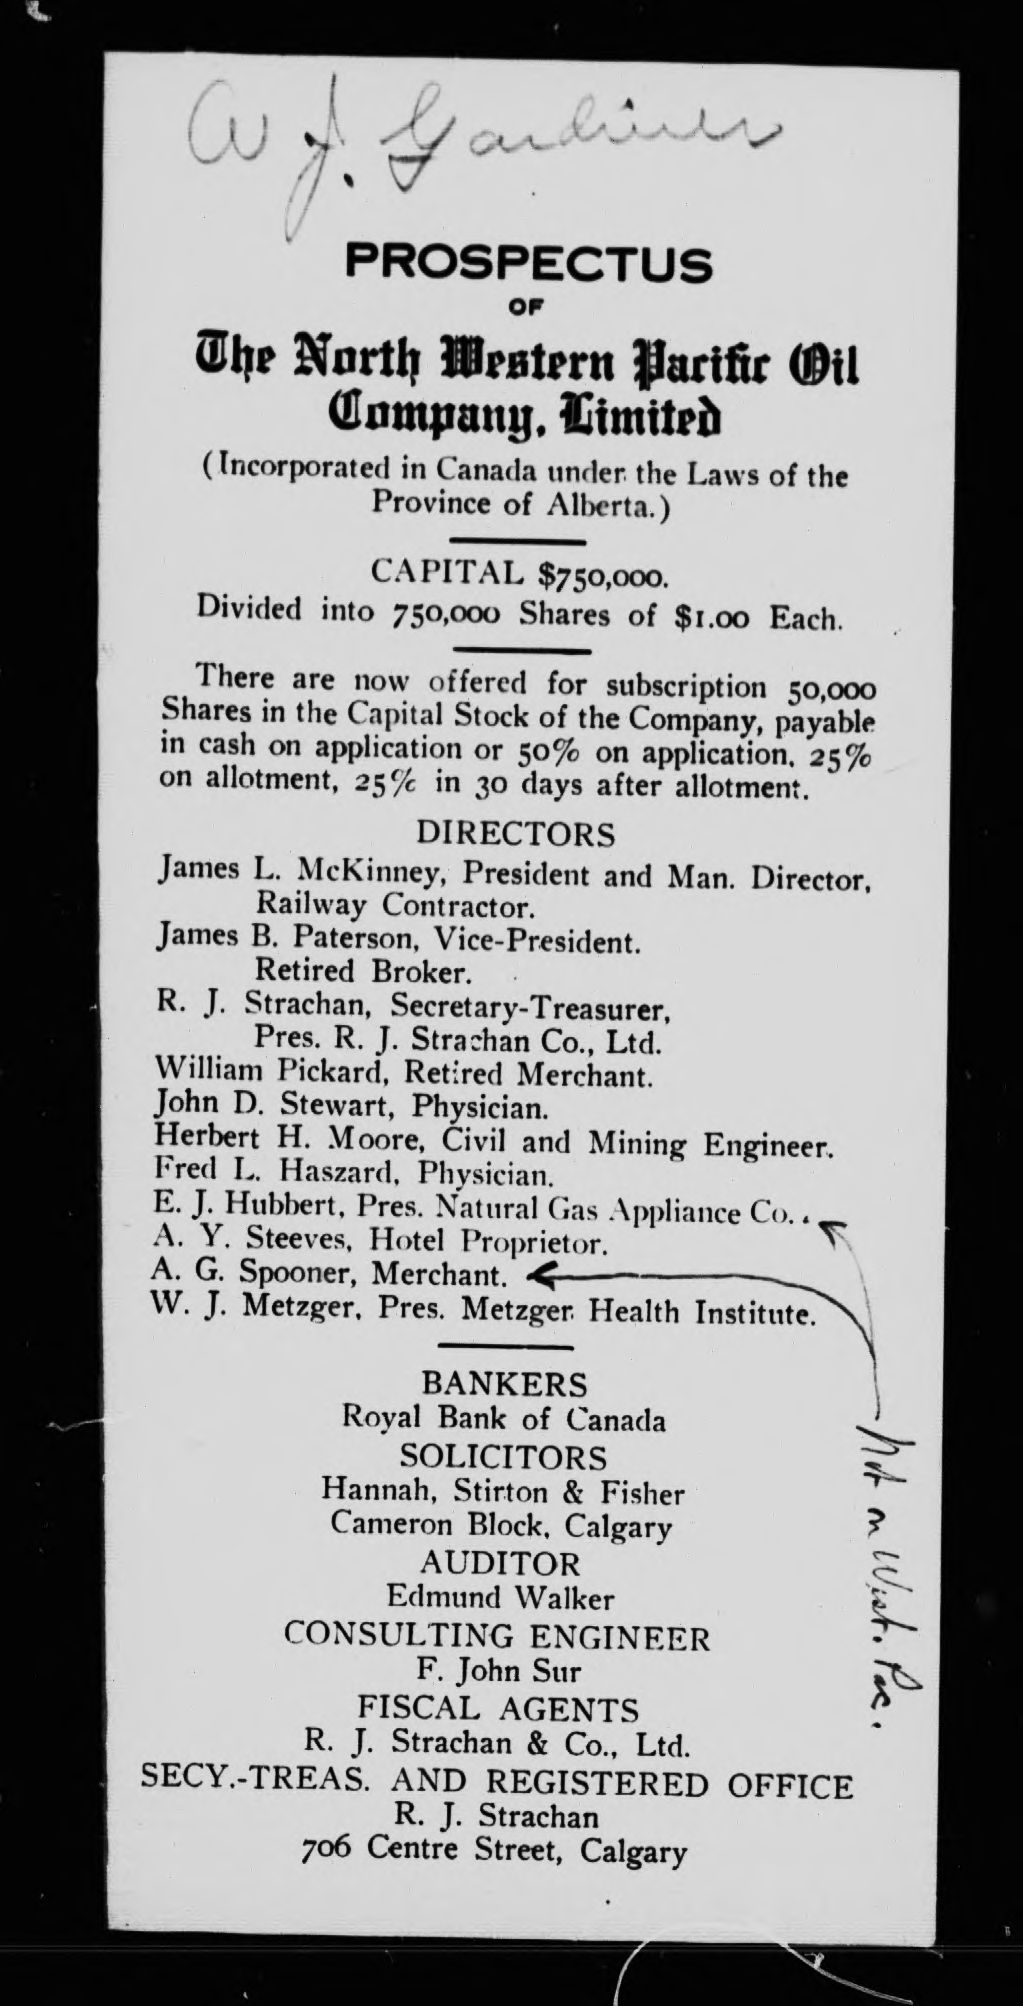 W J. Gardiner
PROSPECTUS
OF
The North Western Pacific Oil
Company, Limited
(Incorporated in Canada under the Laws of the
Province of Alberta.)
CAPITAL $750,000.
Divided into 750,000 Shares of $1.00 Each.
There are now offered for subscription 50,000
Shares in the Capital Stock of the Company, payable
in cash on application or 50% on application, 25%
on allotment, 25% in 30 days after allotment.
DIRECTORS
James L. McKinney, President and Man. Director,
Railway Contractor.
James B. Paterson, Vice-President.
Retired Broker.
R. J. Strachan, Secretary-Treasurer,
Pres. R. J. Strachan Co., Ltd.
William Pickard, Retired Merchant.
John D. Stewart, Physician.
Herbert H. Moore, Civil and Mining Engineer.
Fred L. Haszard, Physician.
E. J. Hubbert, Pres. Natural Gas Appliance Co.
A. Y. Steeves, Hotel Proprietor.
A. G. Spooner, Merchant.
W. J. Metzger, Pres. Metzger Health Institute.
Not on West. Pac.
BANKERS
Royal Bank of Canada
SOLICITORS
Hannah, Stirton & Fisher
Cameron Block, Calgary
AUDITOR
Edmund Walker
CONSULTING ENGINEER
F. John Sur
FISCAL AGENTS
R. J. Strachan & Co., Ltd.
SECY.-TREAS. AND REGISTERED OFFICE
R. J. Strachan
706 Centre Street, Calgary